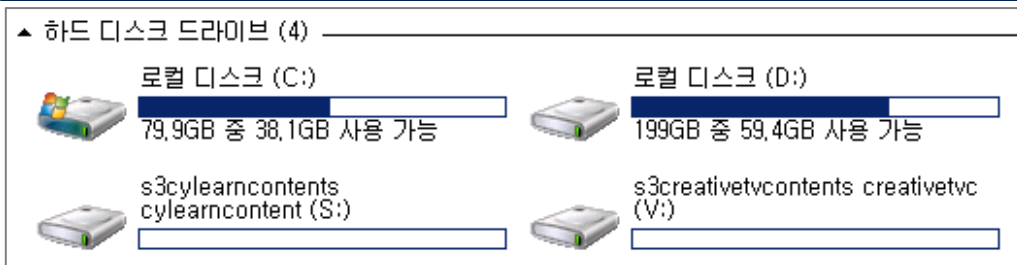 하드 디스크 드라이브 (4)
로컬 디스크 (C:)
79,9GB 중 38,1GB 사용 가능
로컬 디스크 (D:)
199GB 중 59,4GB 사용 가능
s3cylearncontents
cylearncontent (S:)
s3creativetvcontents creativetvc
(V:)